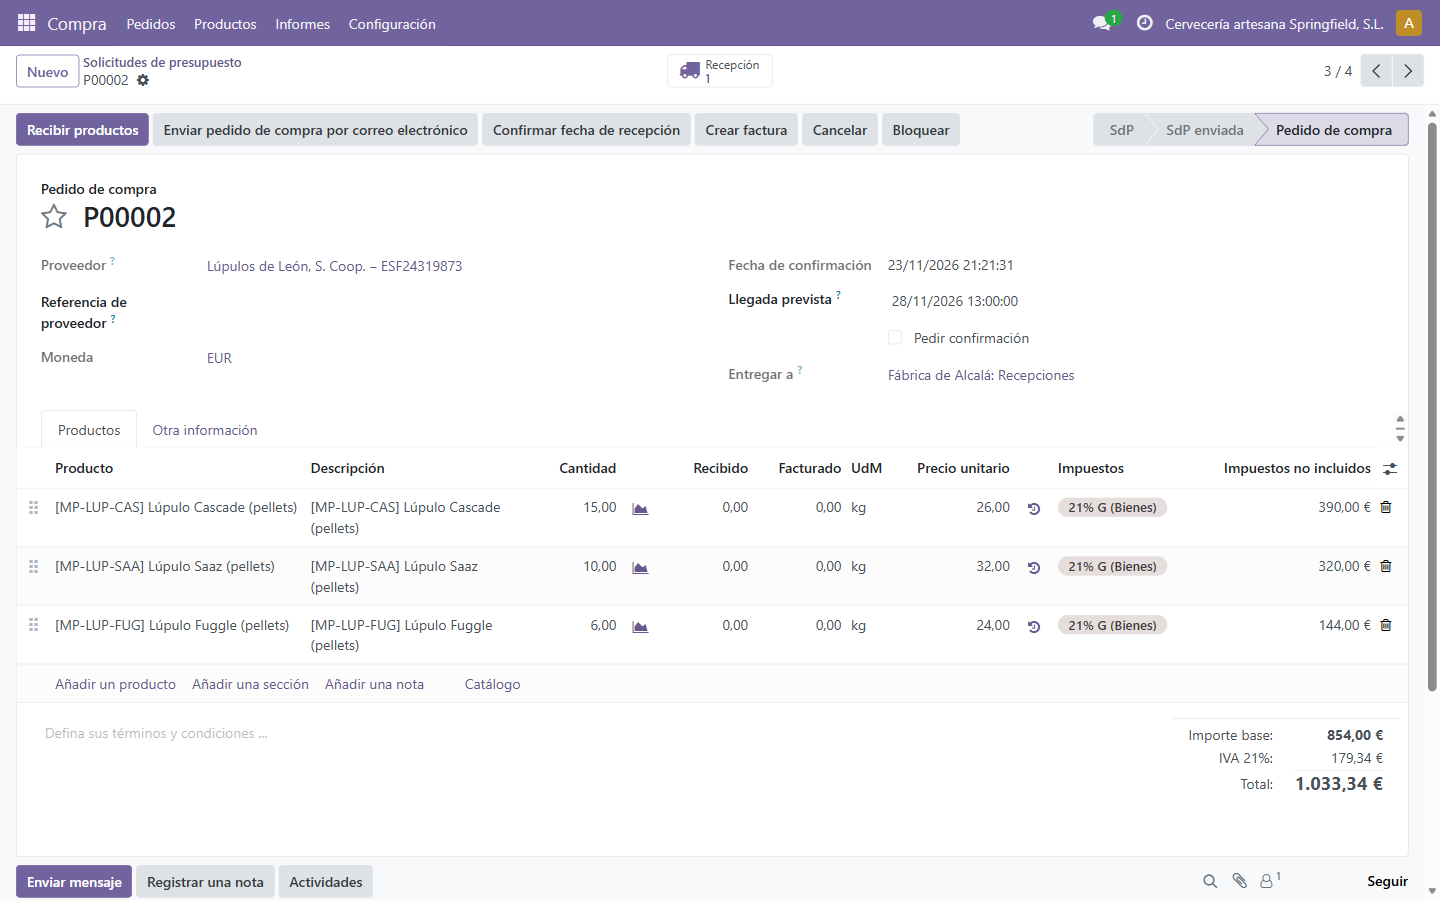 Compra Pedidos Productos Informes Configuración 1 Cervecería artesana Springfield, S.L. A
Nuevo
Solicitudes de presupuesto
P00002
Recepción
1
3 / 4
Recibir productos Enviar pedido de compra por correo electrónico Confirmar fecha de recepción Crear factura Cancelar Bloquear SdP SdP enviada Pedido de compra
Pedido de compra
P00002
Proveedor ? Lúpulos de León, S. Coop. – ESF24319873
Referencia de proveedor ?
Moneda EUR
Fecha de confirmación 23/11/2026 21:21:31
Llegada prevista ? 28/11/2026 13:00:00
Pedir confirmación
Entregar a ? Fábrica de Alcalá: Recepciones
Productos Otra información
Producto Descripción Cantidad Recibido Facturado UdM Precio unitario Impuestos Impuestos no incluidos
[MP-LUP-CAS] Lúpulo Cascade (pellets) [MP-LUP-CAS] Lúpulo Cascade (pellets) 15,00 0,00 0,00 kg 26,00 21% G (Bienes) 390,00 €
[MP-LUP-SAA] Lúpulo Saaz (pellets) [MP-LUP-SAA] Lúpulo Saaz (pellets) 10,00 0,00 0,00 kg 32,00 21% G (Bienes) 320,00 €
[MP-LUP-FUG] Lúpulo Fuggle (pellets) [MP-LUP-FUG] Lúpulo Fuggle (pellets) 6,00 0,00 0,00 kg 24,00 21% G (Bienes) 144,00 €
Añadir un producto Añadir una sección Añadir una nota Catálogo
Defina sus términos y condiciones ...
Importe base: 854,00 €
IVA 21%: 179,34 €
Total: 1.033,34 €
Enviar mensaje Registrar una nota Actividades 1 Seguir